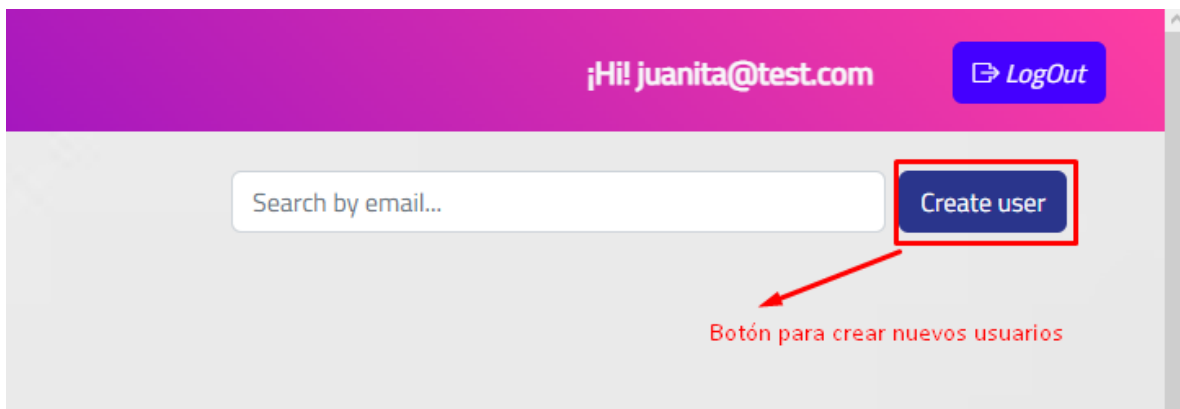 ¡Hi! juanita@test.com
LogOut
Search by email...
Create user
Botón para crear nuevos usuarios